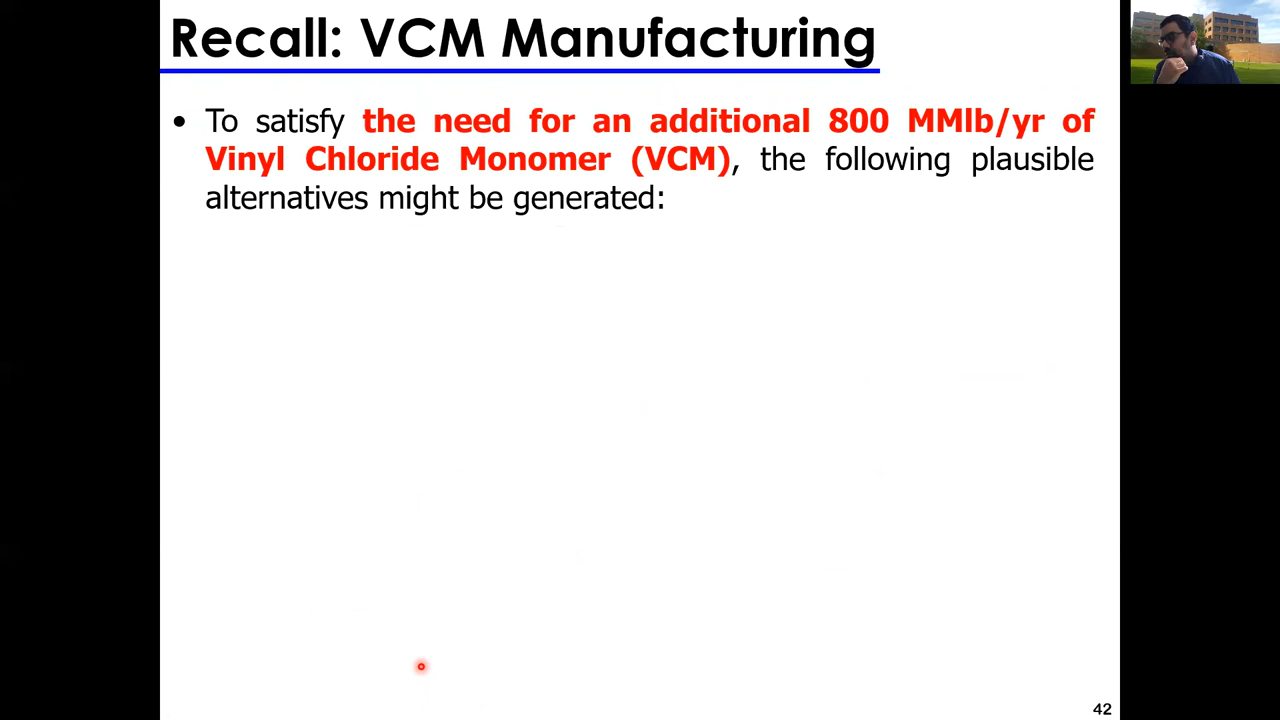 Recall: VCM Manufacturing
• To satisfy the need for an additional 800 MMlb/yr of
Vinyl Chloride Monomer (VCM), the following plausible
alternatives might be generated:
42